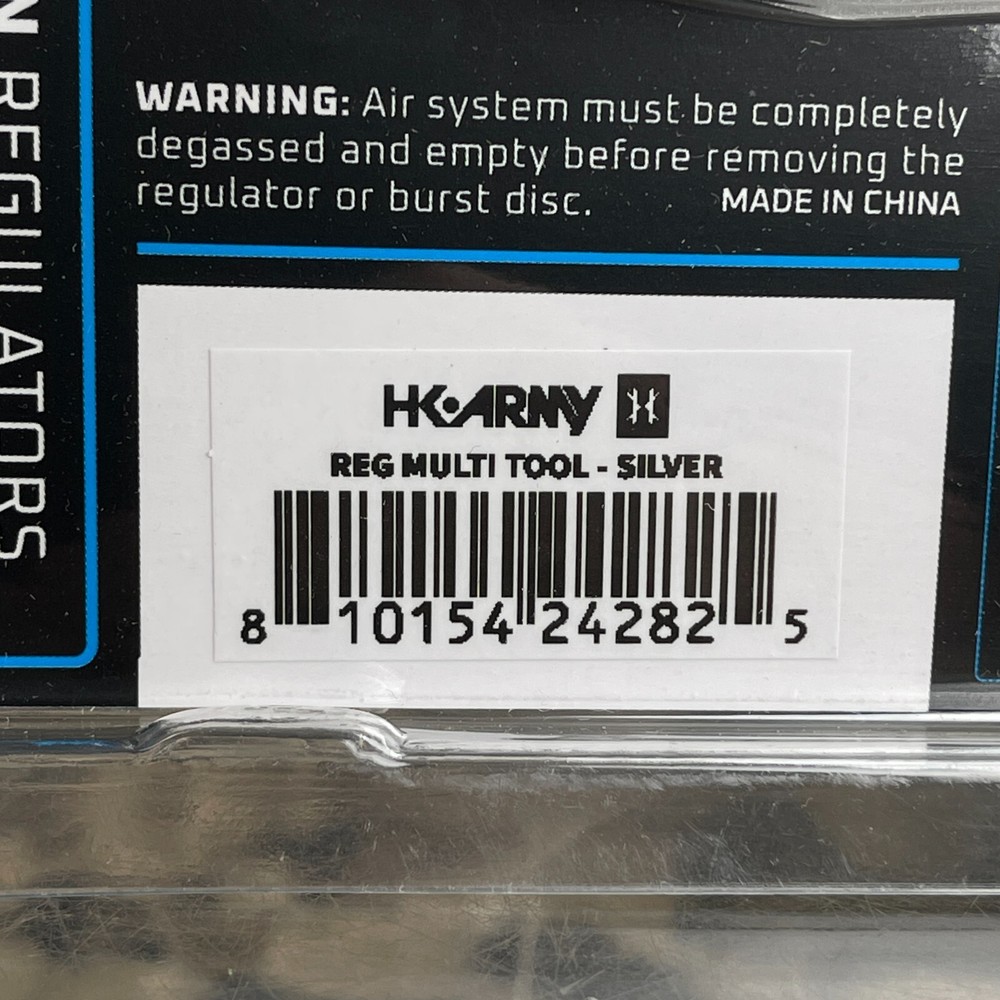 N REGULATORS
WARNING: Air system must be completely
degassed and empty before removing the
regulator or burst disc. MADE IN CHINA
HK ARMY
REG MULTI TOOL - SILVER
8 10154 24282 5